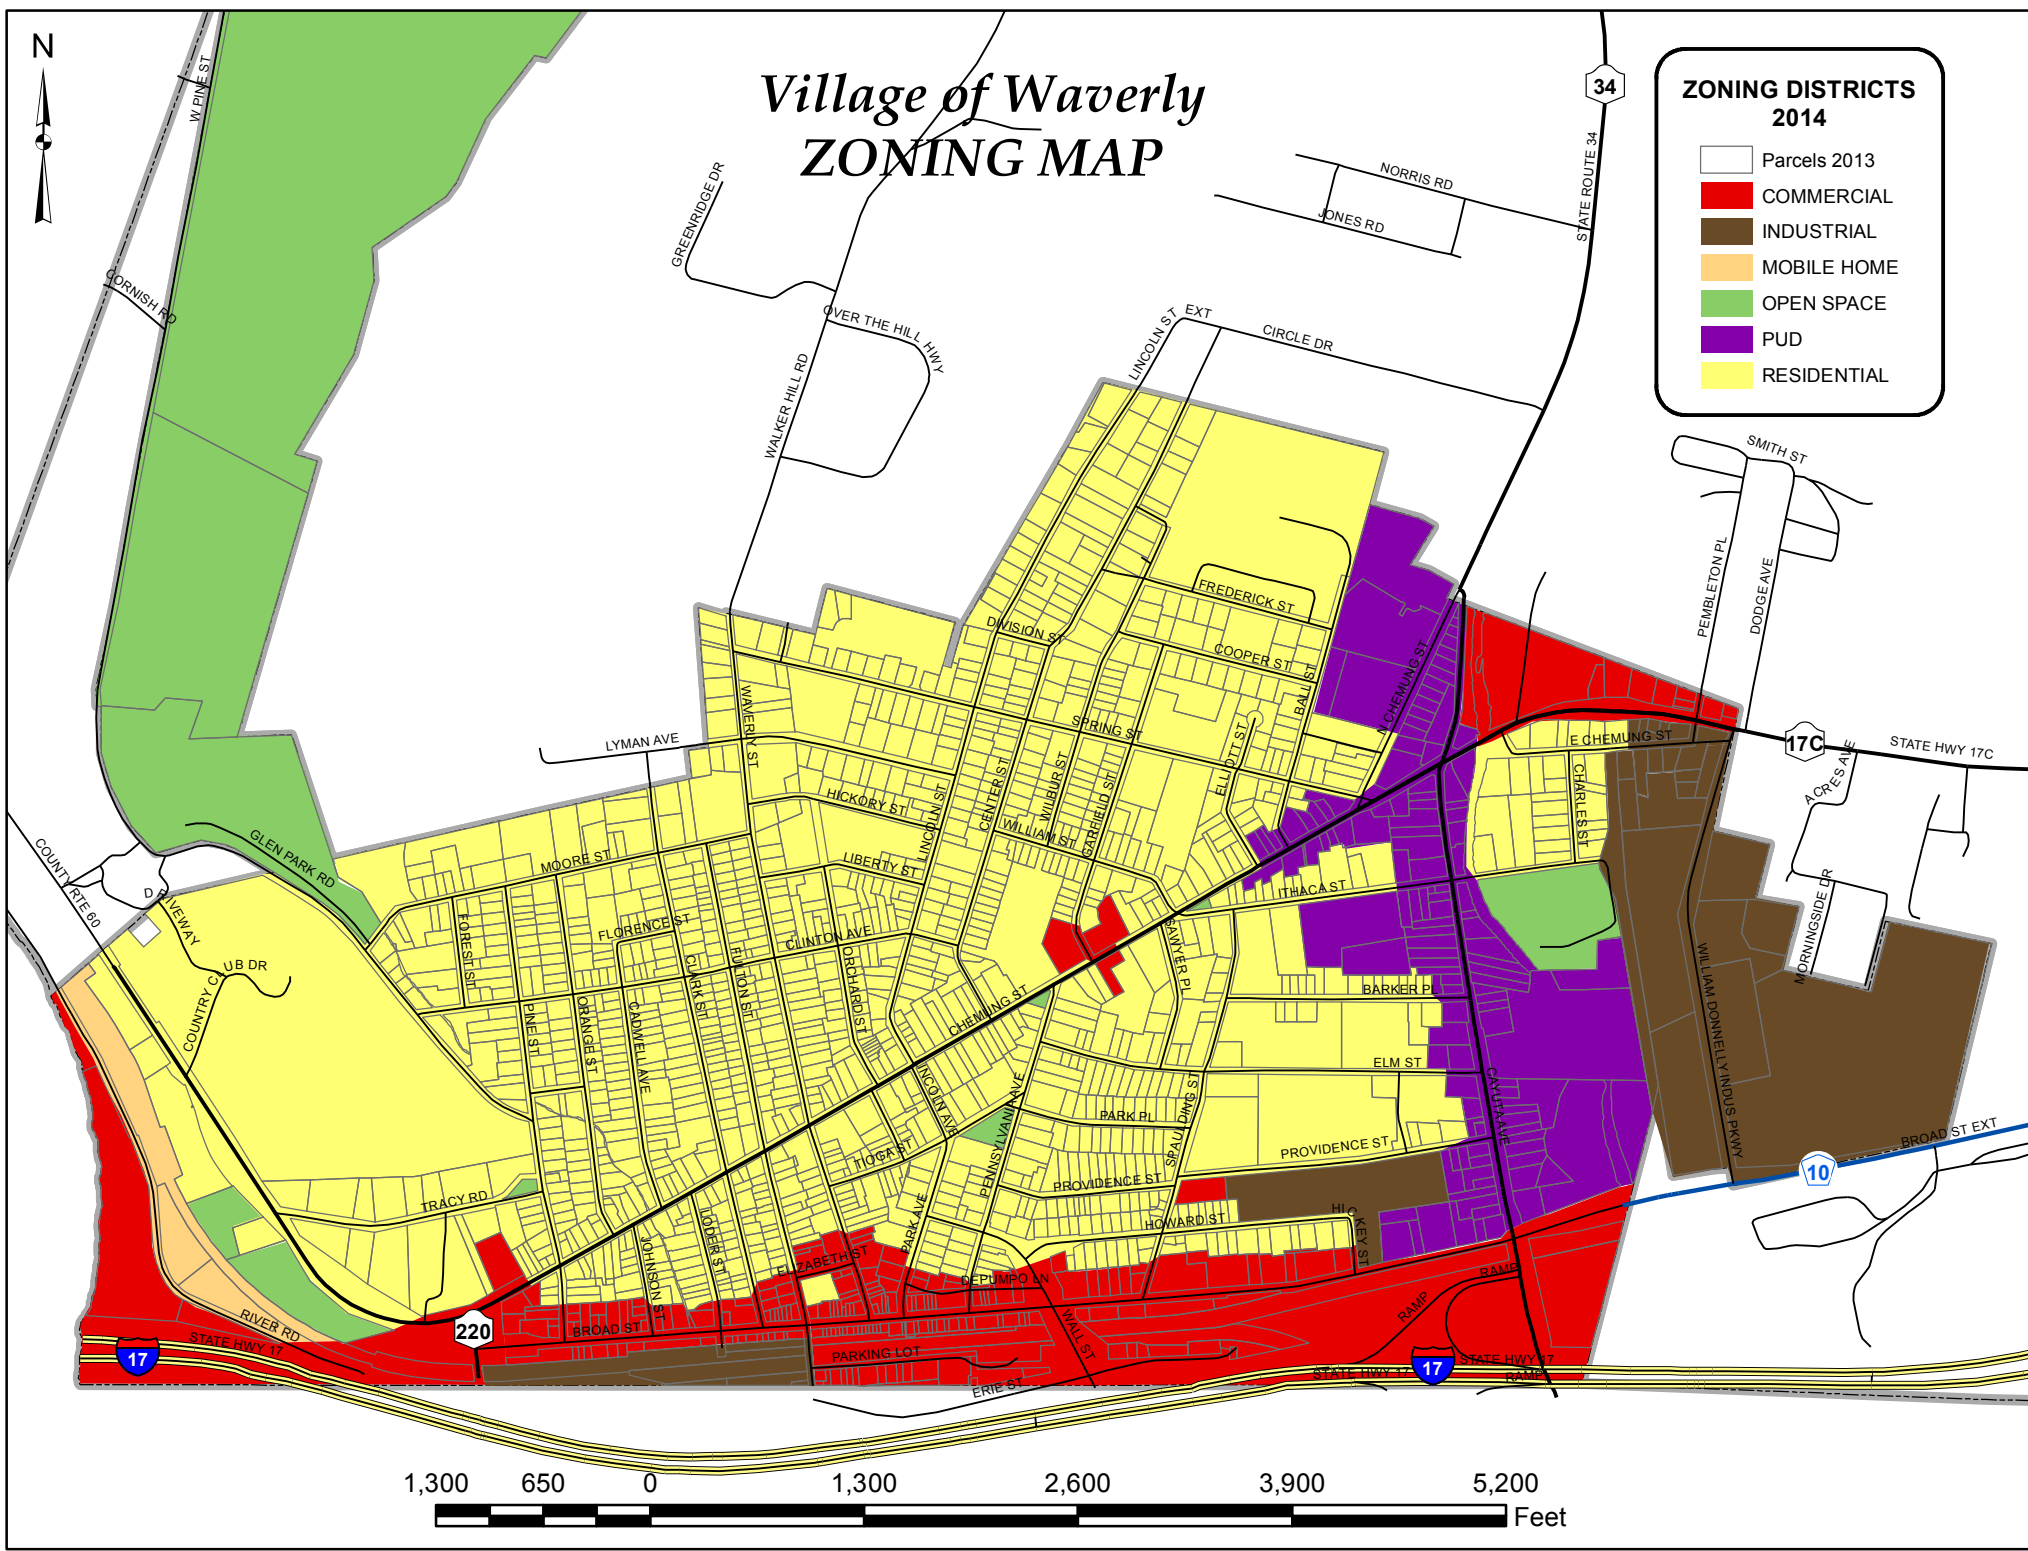 Village of Waverly
ZONING MAP
N
ZONING DISTRICTS
2014
Parcels 2013
COMMERCIAL
INDUSTRIAL
MOBILE HOME
OPEN SPACE
PUD
RESIDENTIAL
34
STATE ROUTE 34
W PINE ST
CORNISH RD
GREENRIDGE DR
NORRIS RD
JONES RD
OVER THE HILL HWY
WALKER HILL RD
LINCOLN ST EXT
CIRCLE DR
SMITH ST
PEMBLETON PL
DODGE AVE
FREDERICK ST
DIVISION ST
COOPER ST
BALL ST
N CHEMUNG ST
WAVERLY ST
SPRING ST
ELLIOTT ST
LYMAN AVE
E CHEMUNG ST
17C
STATE HWY 17C
ACRES AVE
CHARLES ST
HICKORY ST
LINCOLN ST
CENTER ST
WILBUR ST
GARFIELD ST
WILLIAM ST
COUNTY RTE 60
GLEN PARK RD
MOORE ST
LIBERTY ST
ITHACA ST
DRIVEWAY
COUNTRY CLUB DR
FOREST ST
FLORENCE ST
CLINTON AVE
SAWYER PL
MORNINGSIDE DR
WILLIAM DONNELLY INDUS PKWY
PINE ST
ORANGE ST
CADWELL AVE
CLARK ST
FULTON ST
ORCHARD ST
CHEMUNG ST
BARKER PL
ELM ST
LINCOLN AVE
PENNSYLVANIA AVE
PARK PL
SPAULDING ST
CAYUTA AVE
PROVIDENCE ST
TIOGA ST
PROVIDENCE ST
BROAD ST EXT
10
TRACY RD
PARK AVE
HOWARD ST
HICKEY ST
JOHNSON ST
LODER ST
ELIZABETH ST
DEPUMPO LN
RAMP
RAMP
RIVER RD
STATE HWY 17
17
220
BROAD ST
PARKING LOT
WALL ST
ERIE ST
STATE HWY 17
17
STATE HWY 17
RAMP
1,300 650 0 1,300 2,600 3,900 5,200
Feet